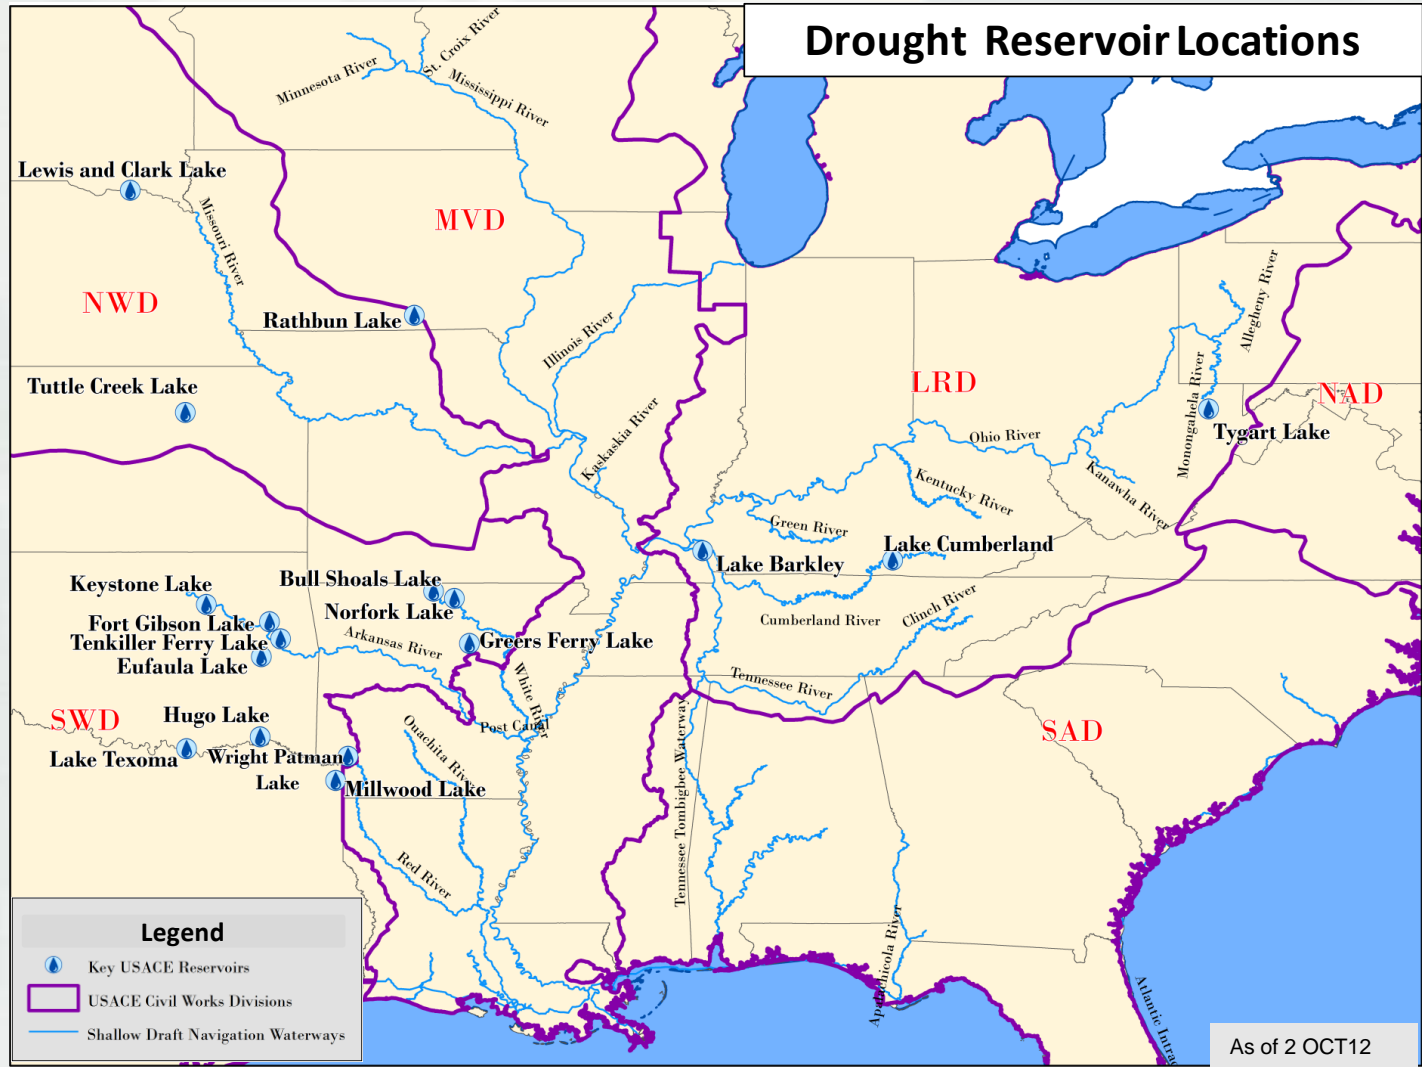 Drought Reservoir Locations
St. Croix River
Minnesota River
Mississippi River
Lewis and Clark Lake
Missouri River
MVD
NWD
Rathbun Lake
Illinois River
Allegheny River
Tuttle Creek Lake
LRD
NAD
Kaskaskia River
Ohio River
Monongahela River
Tygart Lake
Kentucky River
Kanawha River
Green River
Lake Cumberland
Lake Barkley
Keystone Lake
Bull Shoals Lake
Norfork Lake
Fort Gibson Lake
Tenkiller Ferry Lake
Eufaula Lake
Arkansas River
Greers Ferry Lake
Cumberland River
Clinch River
White River
Tennessee River
SWD
Hugo Lake
Post Canal
Ouachita River
SAD
Lake Texoma
Wright Patman
Lake
Millwood Lake
Tennessee Tombigbee Waterway
Red River
Apalachicola River
Atlantic Intra
Legend
Key USACE Reservoirs
USACE Civil Works Divisions
Shallow Draft Navigation Waterways
As of 2 OCT12